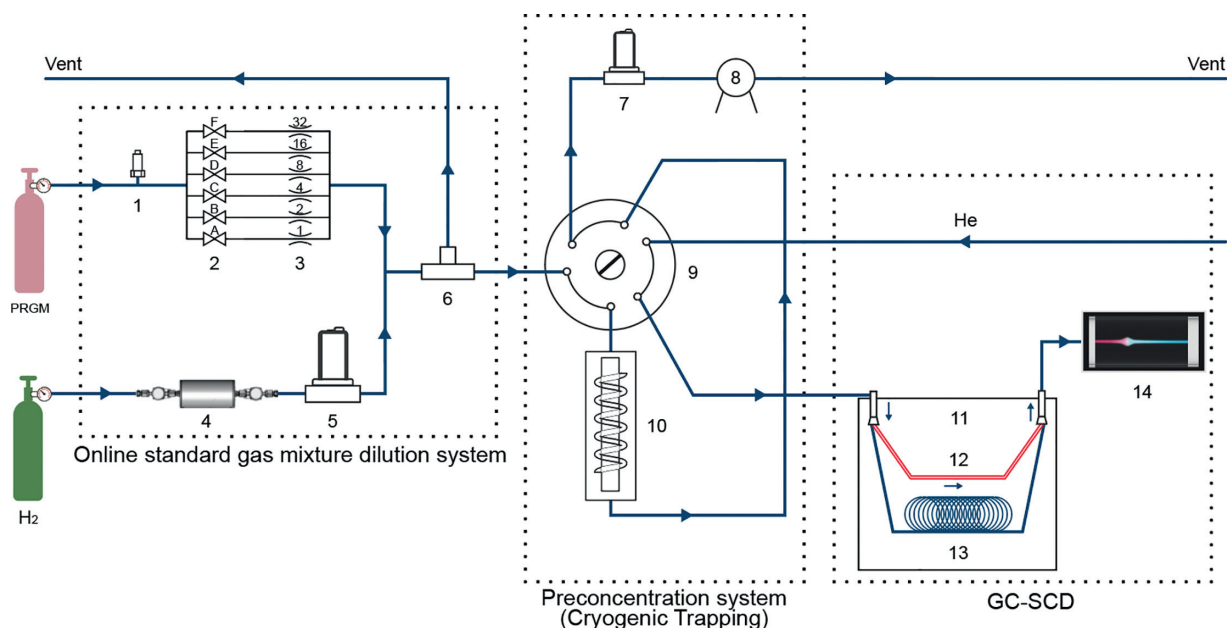 Vent
7
8
Vent
F
32
E
16
D
8
C
4
B
2
A
1
1
2
3
PRGM
6
9
He
4
5
H2
Online standard gas mixture dilution system
10
11
12
13
14
Preconcentration system
(Cryogenic Trapping)
GC-SCD